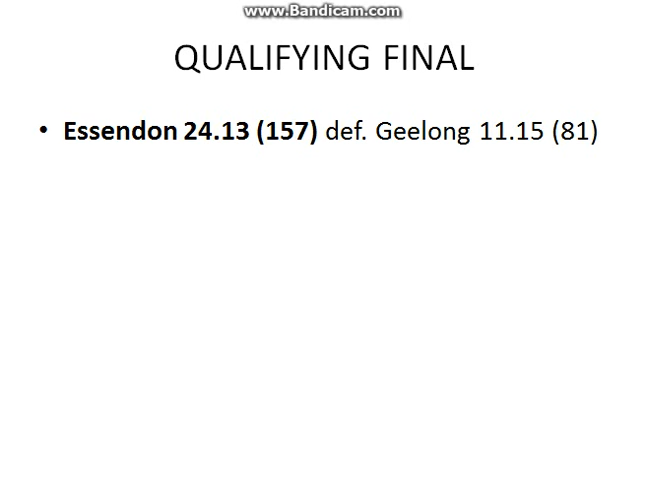 www.Bandicam.com
QUALIFYING FINAL
• Essendon 24.13 (157) def. Geelong 11.15 (81)